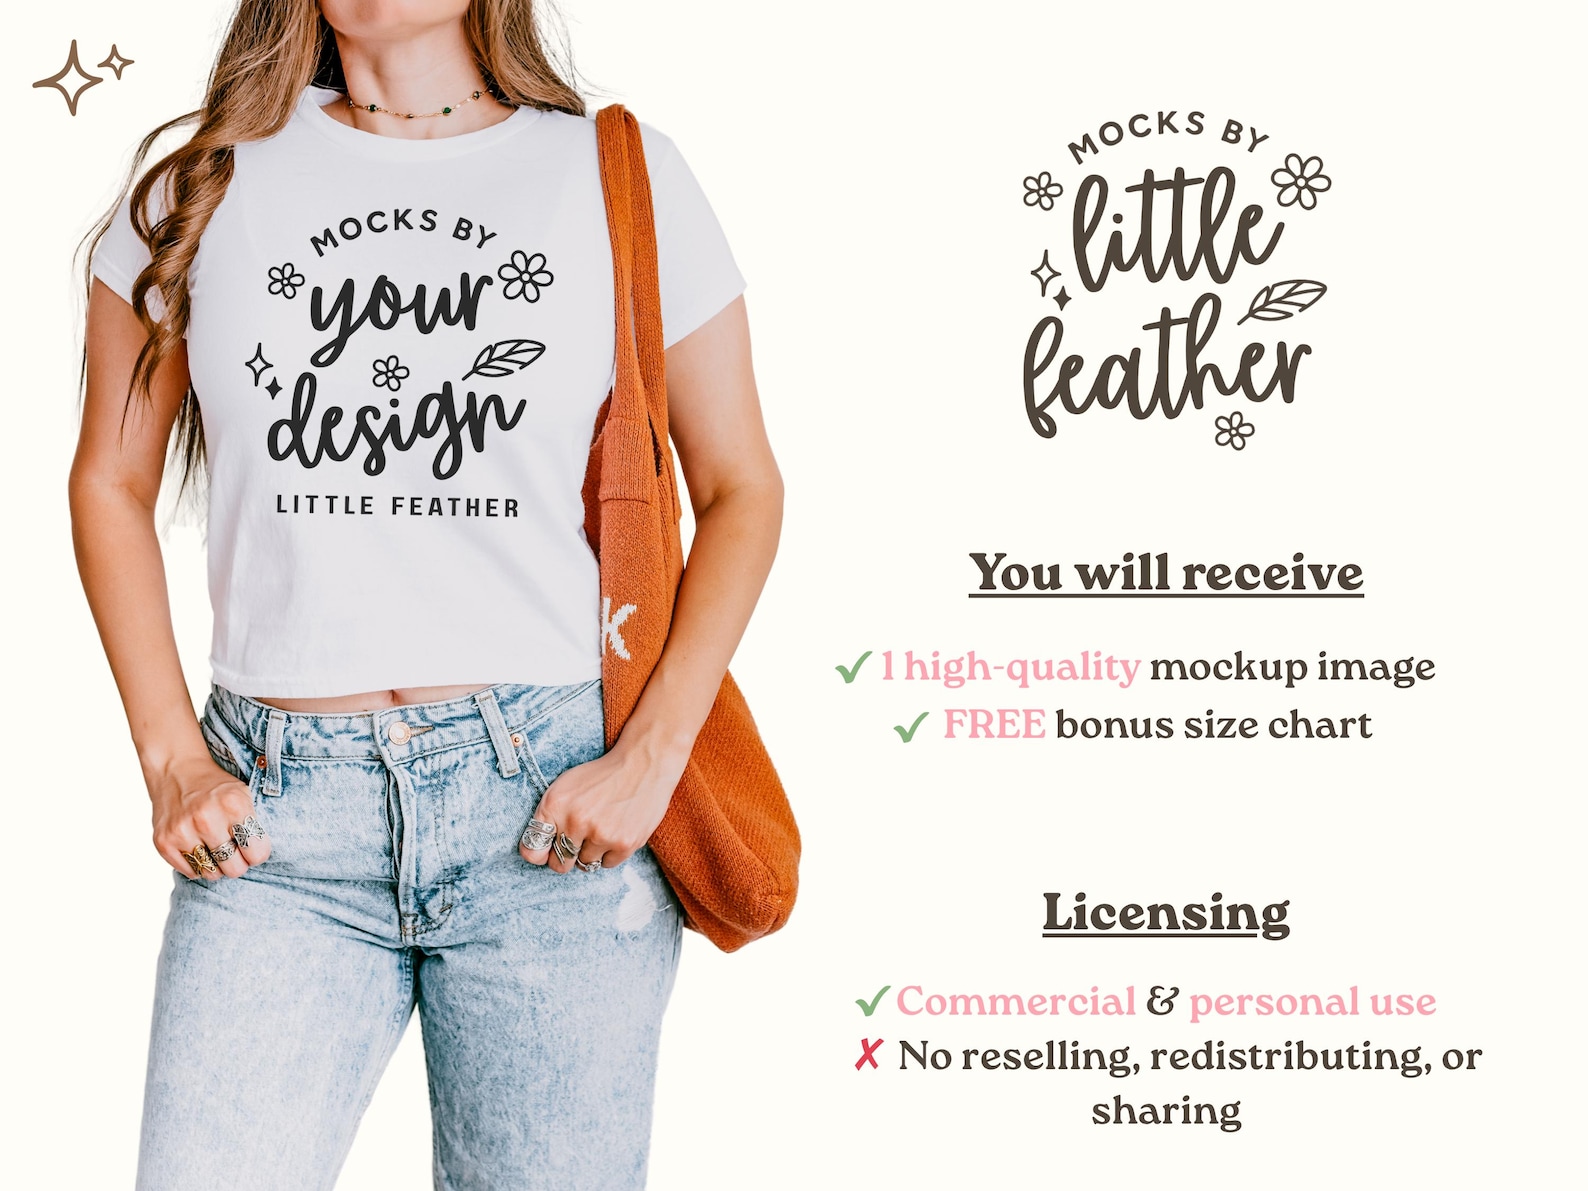 MOCKS BY
your
design
LITTLE FEATHER
K
MOCKS BY
little
feather
You will receive
✓ 1 high-quality mockup image
✓ FREE bonus size chart
Licensing
✓ Commercial & personal use
✗ No reselling, redistributing, or
sharing